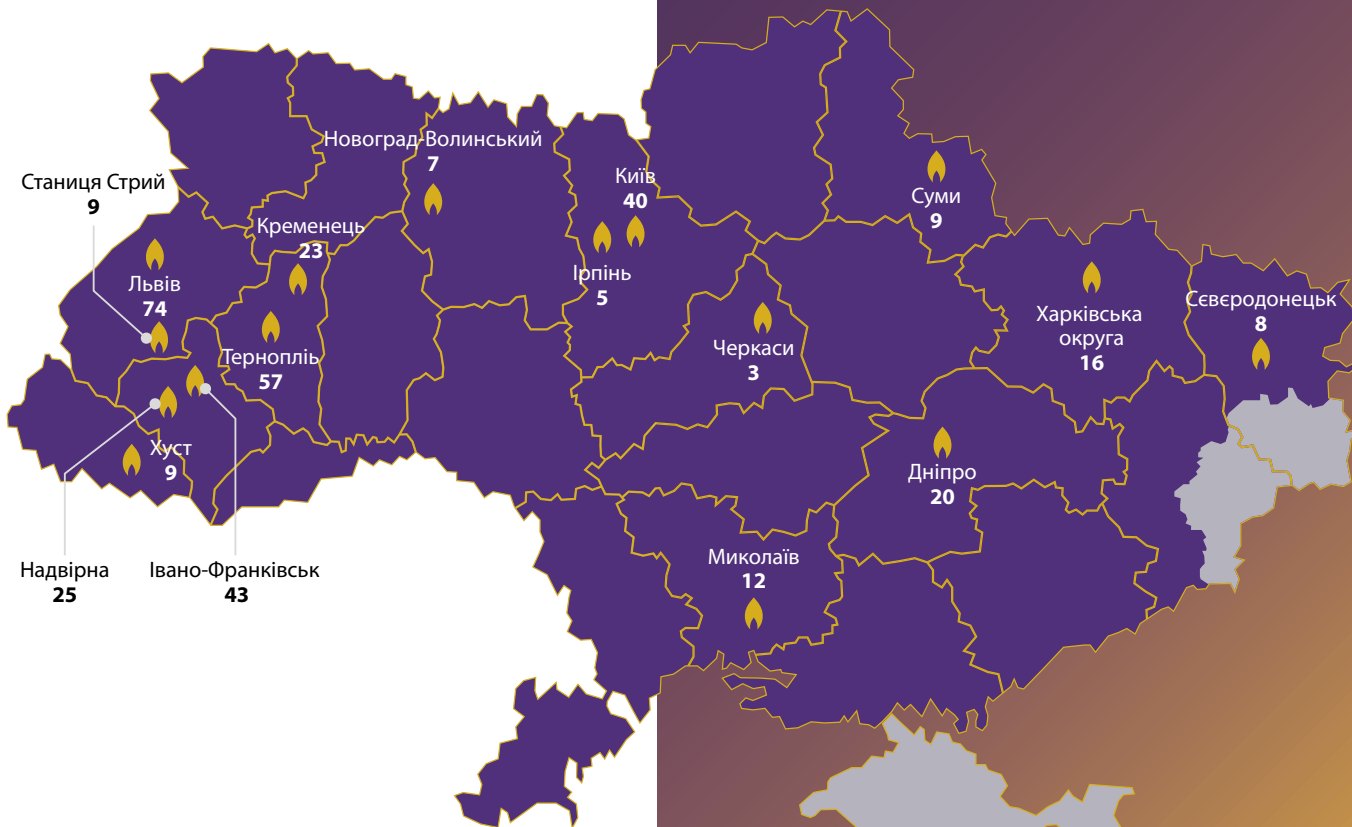 Новоград-Волинський
7
Станиця Стрий
9
Київ
40
Суми
9
Кременець
23
Львів
74
Ірпінь
5
Сєвєродонецьк
8
Харківська
округа
16
Черкаси
3
Тернопліь
57
Хуст
9
Дніпро
20
Миколаїв
12
Надвірна
25
Івано-Франківськ
43